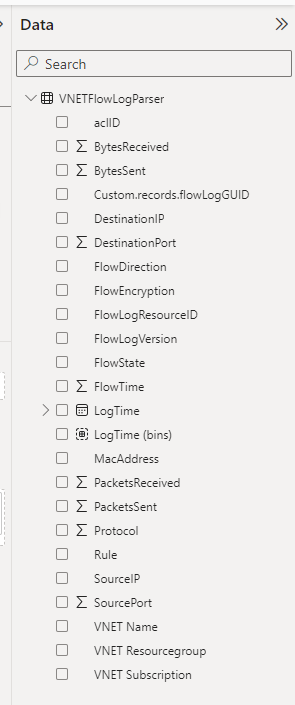 Data
Search
VNETFlowLogParser
aclID
BytesReceived
BytesSent
Custom.records.flowLogGUID
DestinationIP
DestinationPort
FlowDirection
FlowEncryption
FlowLogResourceID
FlowLogVersion
FlowState
FlowTime
LogTime
LogTime (bins)
MacAddress
PacketsReceived
PacketsSent
Protocol
Rule
SourceIP
SourcePort
VNET Name
VNET Resourcegroup
VNET Subscription